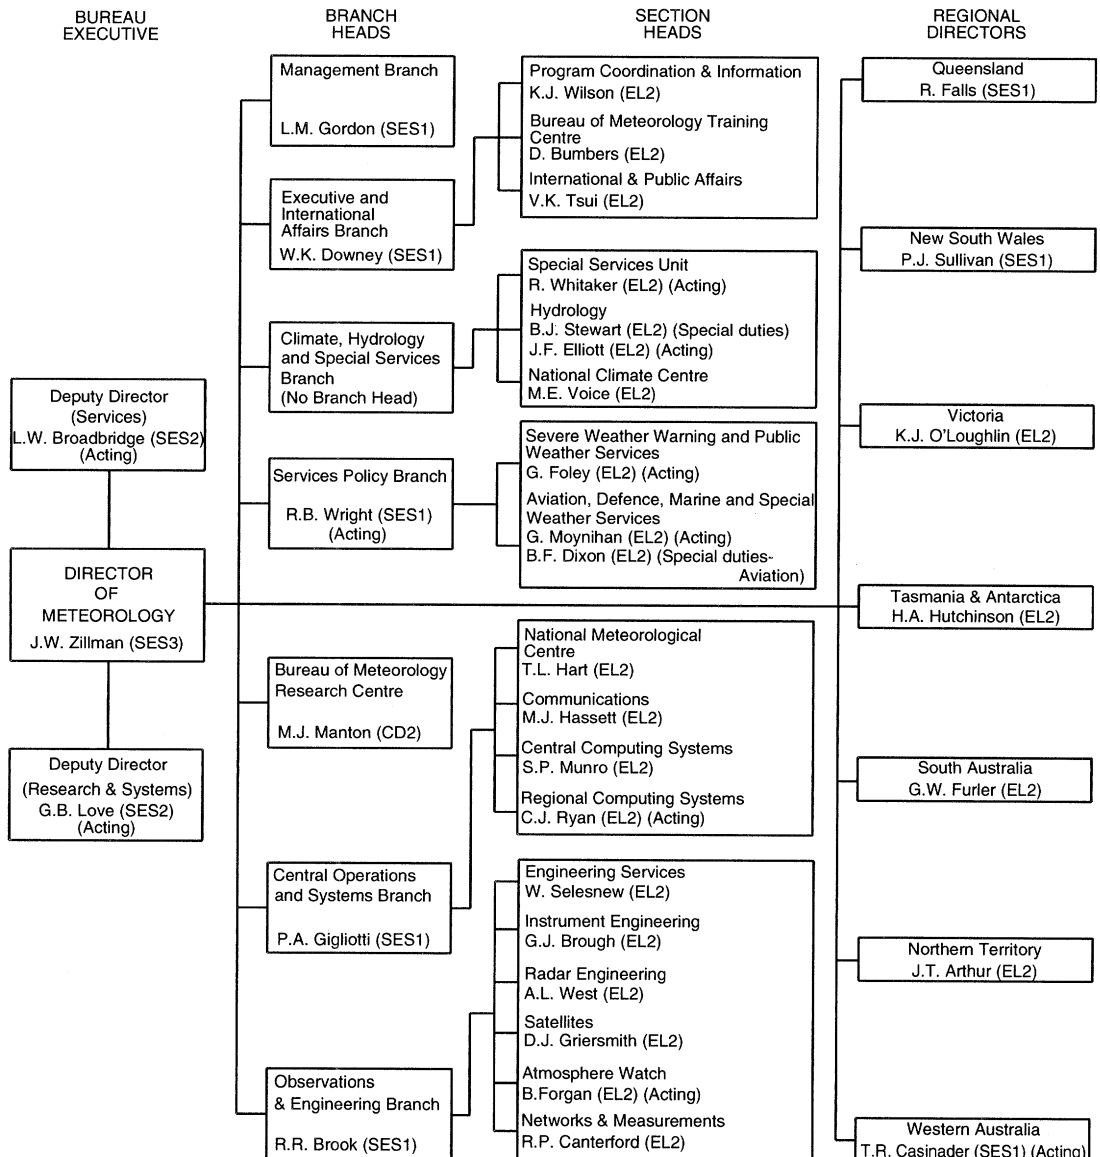 BUREAU
EXECUTIVE
BRANCH
HEADS
SECTION
HEADS
REGIONAL
DIRECTORS
Deputy Director
(Services)
L.W. Broadbridge (SES2)
(Acting)
DIRECTOR
OF
METEOROLOGY
J.W. Zillman (SES3)
Deputy Director
(Research & Systems)
G.B. Love (SES2)
(Acting)
Management Branch
L.M. Gordon (SES1)
Executive and
International
Affairs Branch
W.K. Downey (SES1)
Climate, Hydrology
and Special Services
Branch
(No Branch Head)
Services Policy Branch
R.B. Wright (SES1)
(Acting)
Bureau of Meteorology
Research Centre
M.J. Manton (CD2)
Central Operations
and Systems Branch
P.A. Gigliotti (SES1)
Observations
& Engineering Branch
R.R. Brook (SES1)
Program Coordination & Information
K.J. Wilson (EL2)
Bureau of Meteorology Training
Centre
D. Bumbers (EL2)
International & Public Affairs
V.K. Tsui (EL2)
Special Services Unit
R. Whitaker (EL2) (Acting)
Hydrology
B.J. Stewart (EL2) (Special duties)
J.F. Elliott (EL2) (Acting)
National Climate Centre
M.E. Voice (EL2)
Severe Weather Warning and Public
Weather Services
G. Foley (EL2) (Acting)
Aviation, Defence, Marine and Special
Weather Services
G. Moynihan (EL2) (Acting)
B.F. Dixon (EL2) (Special duties-
Aviation)
National Meteorological
Centre
T.L. Hart (EL2)
Communications
M.J. Hassett (EL2)
Central Computing Systems
S.P. Munro (EL2)
Regional Computing Systems
C.J. Ryan (EL2) (Acting)
Engineering Services
W. Selesnew (EL2)
Instrument Engineering
G.J. Brough (EL2)
Radar Engineering
A.L. West (EL2)
Satellites
D.J. Griersmith (EL2)
Atmosphere Watch
B.Forgan (EL2) (Acting)
Networks & Measurements
R.P. Canterford (EL2)
Queensland
R. Falls (SES1)
New South Wales
P.J. Sullivan (SES1)
Victoria
K.J. O'Loughlin (EL2)
Tasmania & Antarctica
H.A. Hutchinson (EL2)
South Australia
G.W. Furler (EL2)
Northern Territory
J.T. Arthur (EL2)
Western Australia
T.R. Casinader (SES1) (Acting)